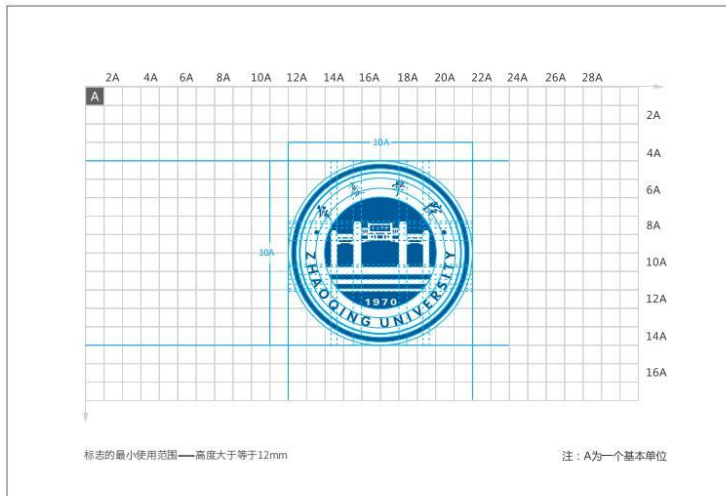 2A 4A 6A 8A 10A 12A 14A 16A 18A 20A 22A 24A 26A 28A
A
2A
4A
6A
8A
10A
12A
14A
16A
10A
10A
學
1970
ZHAOQING UNIVERSITY
标志的最小使用范围——高度大于等于12mm
注：A为一个基本单位